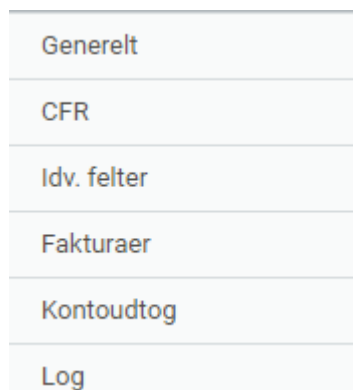 Generelt
CFR
Idv. felter
Fakturaer
Kontoudtog
Log